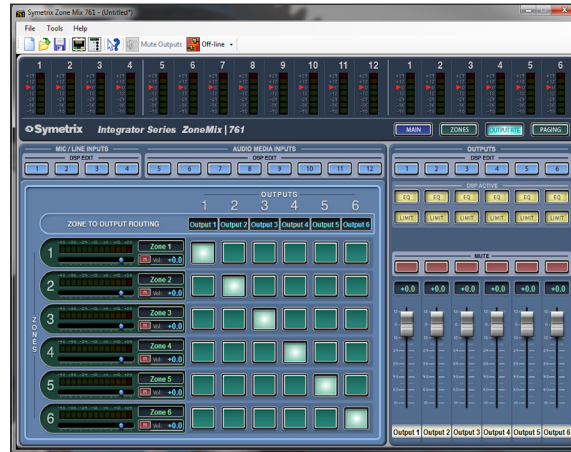 Symetrix Zone Mix 761 - (Untitled*)
File Tools Help
Mute Outputs Off-line
1 2 3 4 5 6 7 8 9 10 11 12 1 2 3 4 5 6
Symetrix Integrator Series ZoneMix | 761
MAIN ZONES OUTPUT RTE PAGING
MIC / LINE INPUTS AUDIO MEDIA INPUTS OUTPUTS
DSP EDIT DSP EDIT DSP EDIT
1 2 3 4 5 6 7 8 9 10 11 12 1 2 3 4 5 6
DSP ACTIVE
EQ EQ EQ EQ EQ EQ
LIMIT LIMIT LIMIT LIMIT LIMIT LIMIT
OUTPUTS
1 2 3 4 5 6
ZONE TO OUTPUT ROUTING Output 1 Output 2 Output 3 Output 4 Output 5 Output 6
ZONES
1 Zone 1
M Vol: +0.0
2 Zone 2
M Vol: +0.0
3 Zone 3
M Vol: +0.0
4 Zone 4
M Vol: +0.0
5 Zone 5
M Vol: +0.0
6 Zone 6
M Vol: +0.0
MUTE
+0.0 +0.0 +0.0 +0.0 +0.0 +0.0
Output 1 Output 2 Output 3 Output 4 Output 5 Output 6